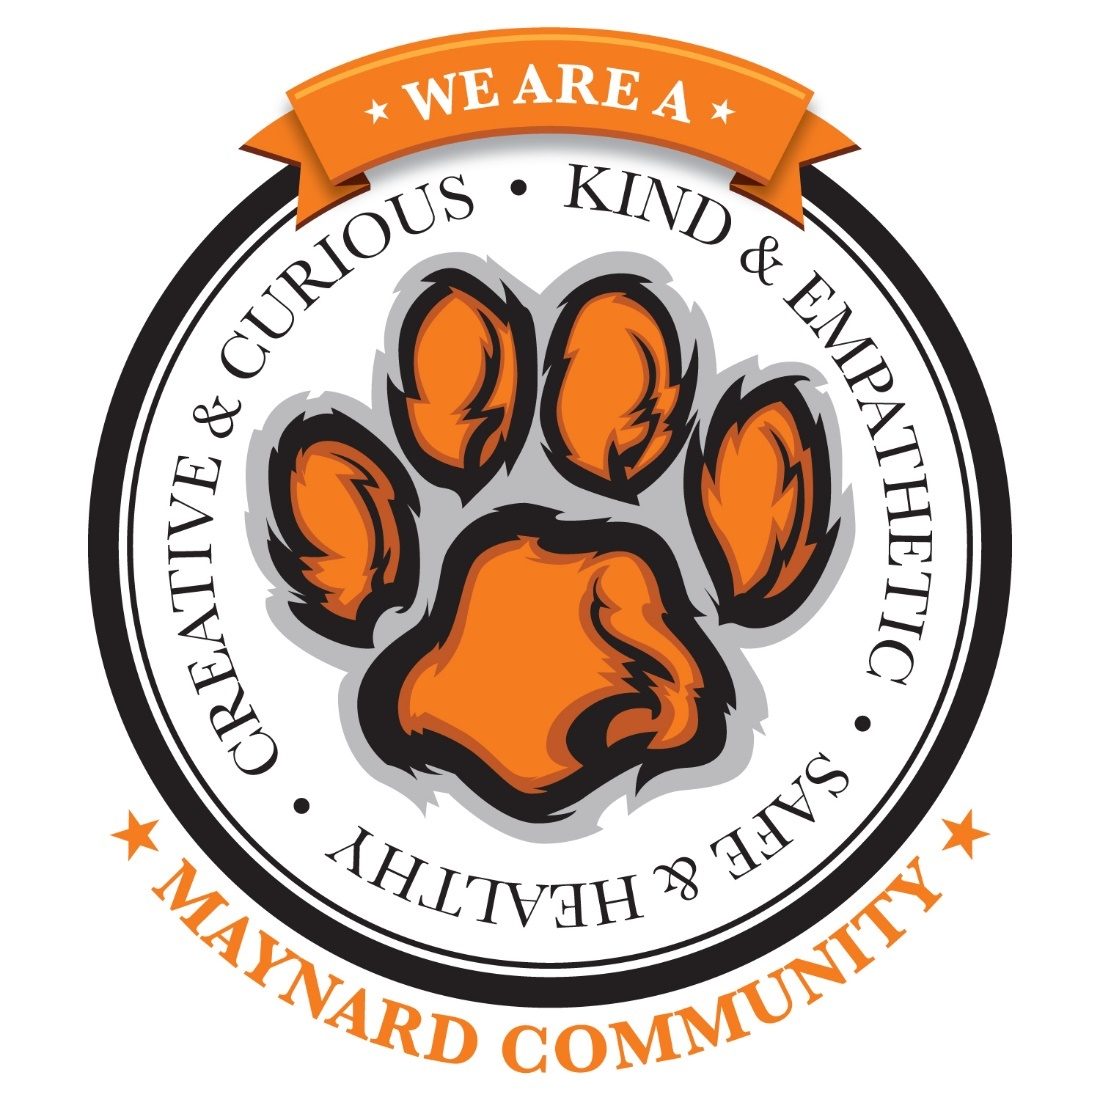 WE ARE A
KIND & EMPATHETIC • SAFE & HEALTHY • CREATIVE & CURIOUS •
MAYNARD COMMUNITY